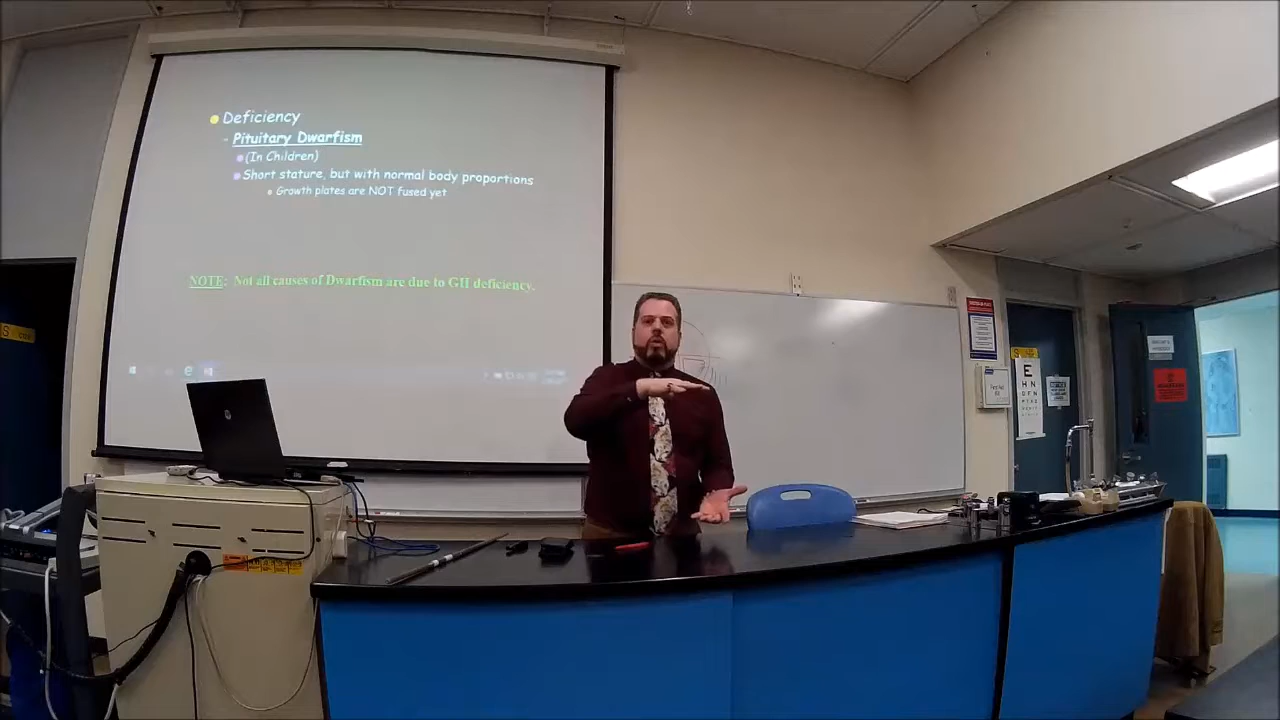 Deficiency
- Pituitary Dwarfism
(In Children)
Short stature, but with normal body proportions
Growth plates are NOT fused yet
NOTE: Not all causes of Dwarfism are due to GH deficiency.
E
H N
D F N